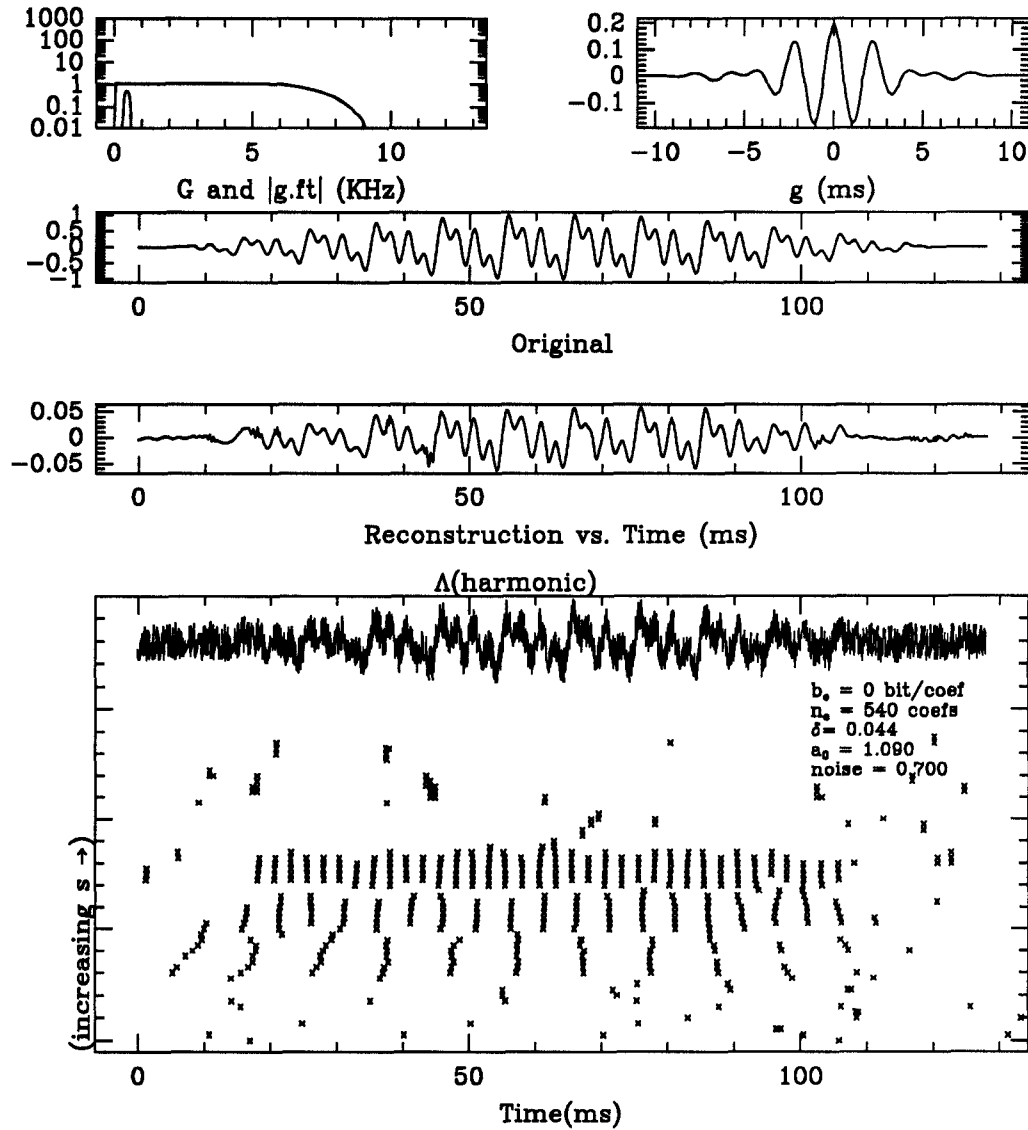 1000
100
10
1
0.1
0.01
0 5 10
G and |g.ft| (KHz)
0.2
0.1
0
−0.1
−10 −5 0 5 10
g (ms)
1
0.5
0
−0.5
−1
0 50 100
Original
0.05
0
−0.05
0 50 100
Reconstruction vs. Time (ms)
Λ(harmonic)
b_e = 0 bit/coef
n_e = 540 coefs
δ= 0.044
a_0 = 1.090
noise = 0.700
(increasing s →)
0 50 100
Time(ms)